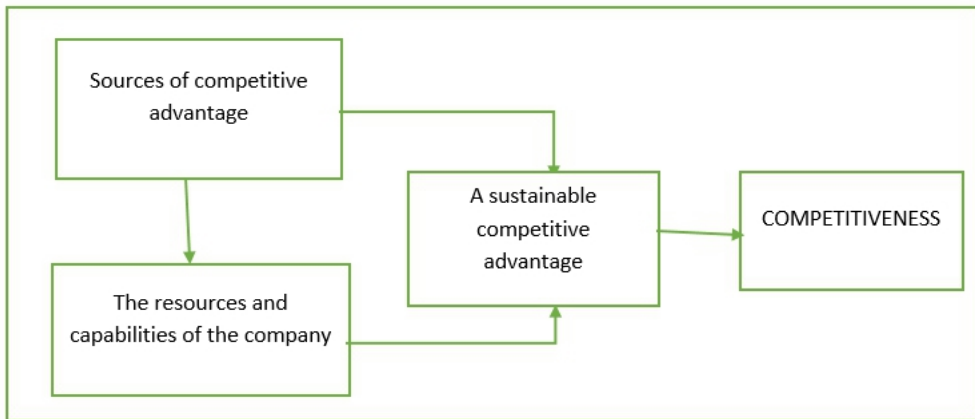 Sources of competitive
advantage
The resources and
capabilities of the company
A sustainable
competitive
advantage
COMPETITIVENESS